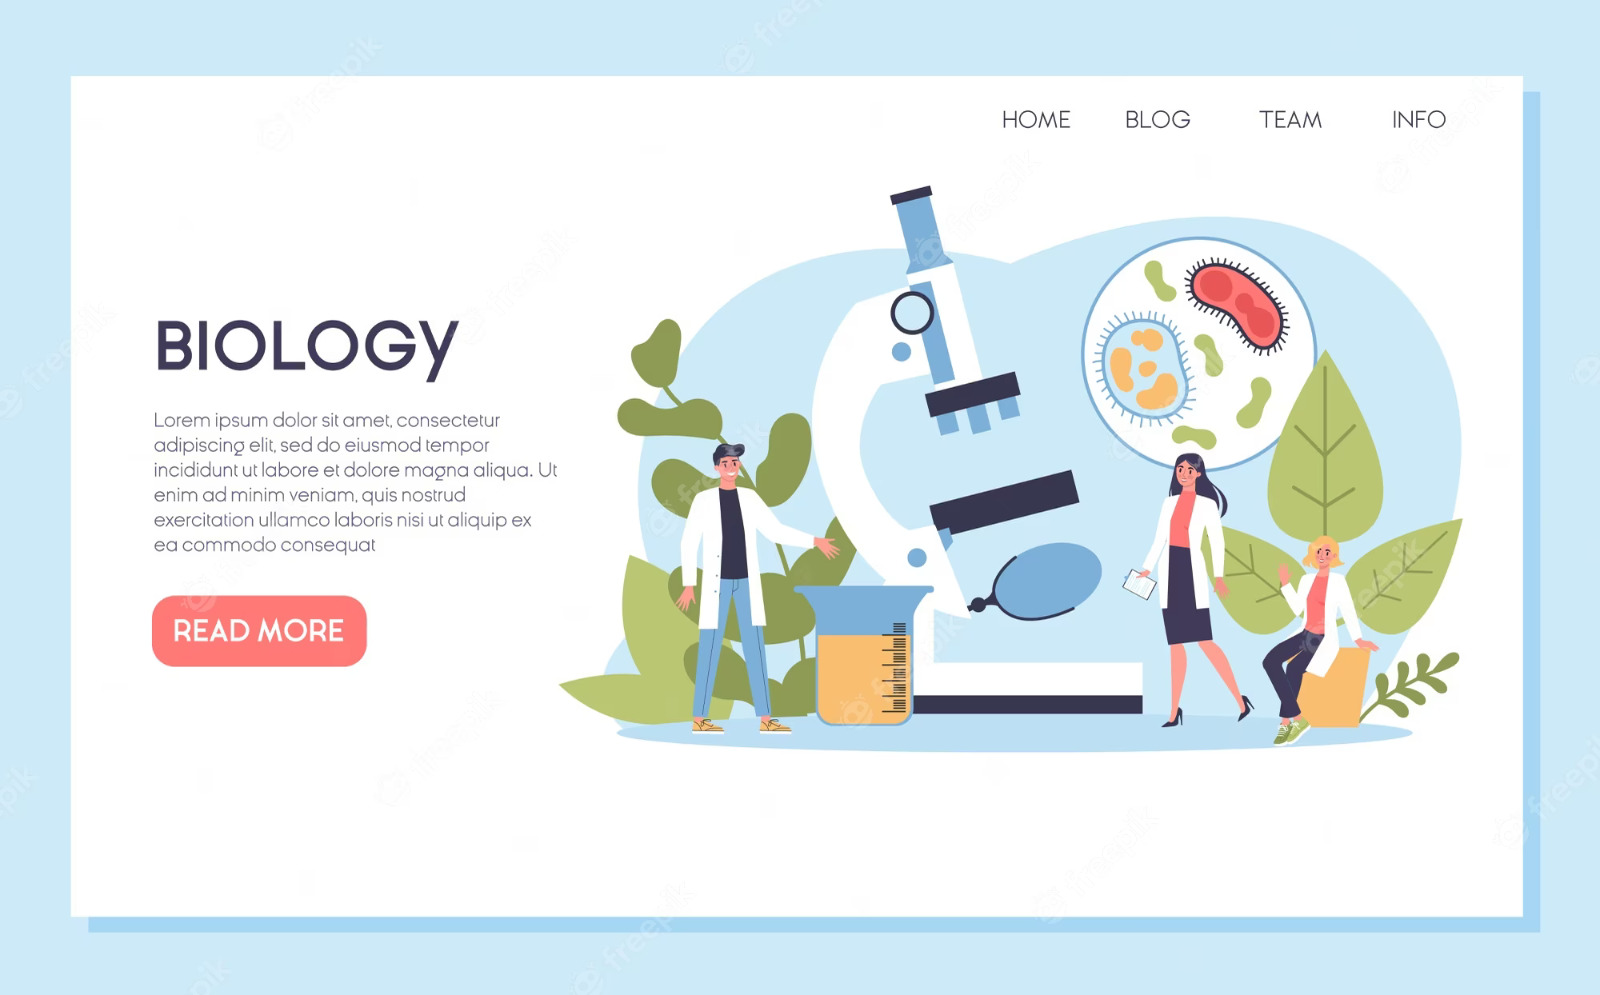 HOME BLOG TEAM INFO
BIOLOGY
Lorem ipsum dolor sit amet, consectetur
adipiscing elit, sed do eiusmod tempor
incididunt ut labore et dolore magna aliqua. Ut
enim ad minim veniam, quis nostrud
exercitation ullamco laboris nisi ut aliquip ex
ea commodo consequat
READ MORE
freepik